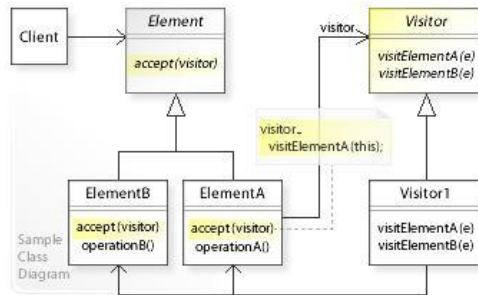 Client
Element
accept(visitor)
visitor
Visitor
visitElementA(e)
visitElementB(e)
visitor.
visitElementA(this);
ElementB
accept(visitor)
operationB()
ElementA
accept(visitor)
operationA()
Visitor1
visitElementA(e)
visitElementB(e)
Sample
Class
Diagram